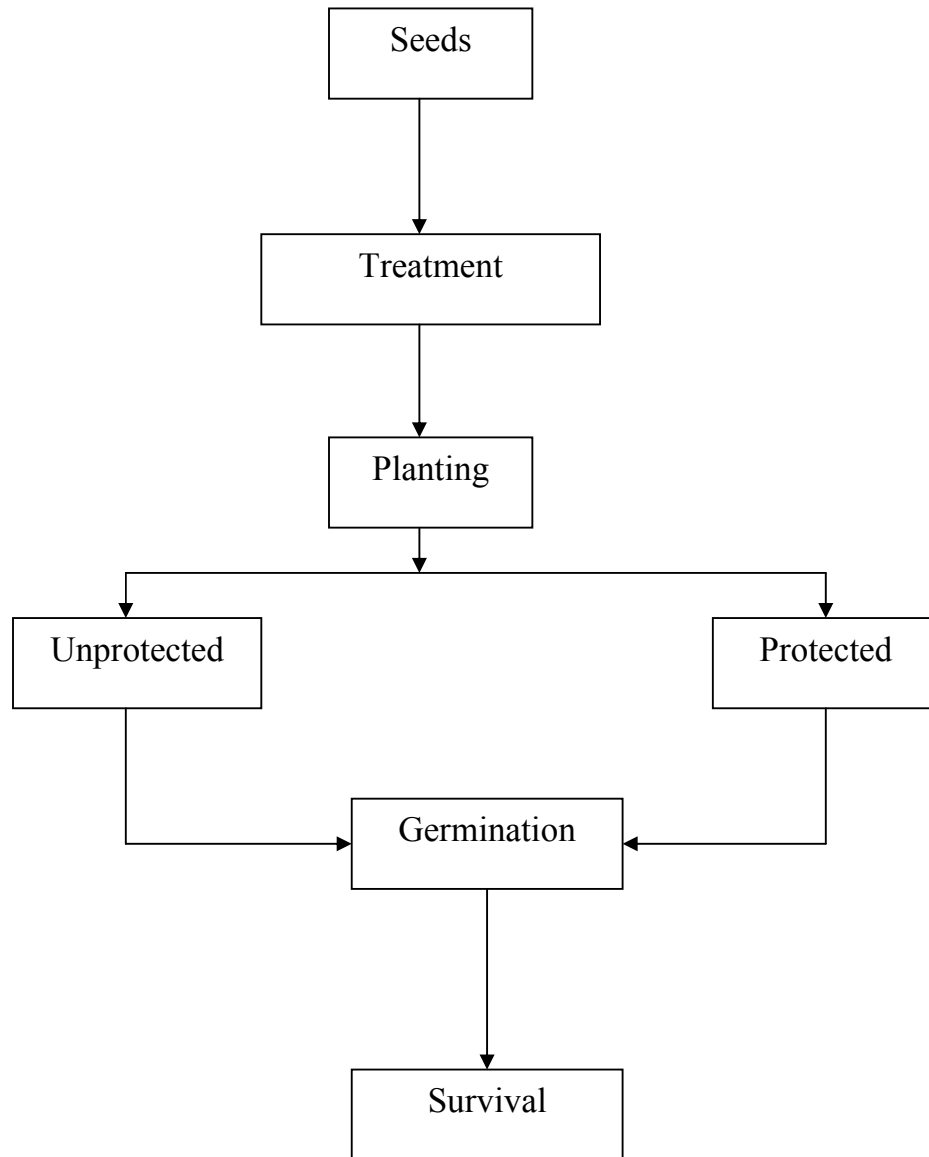 Seeds
Treatment
Planting
Unprotected
Protected
Germination
Survival